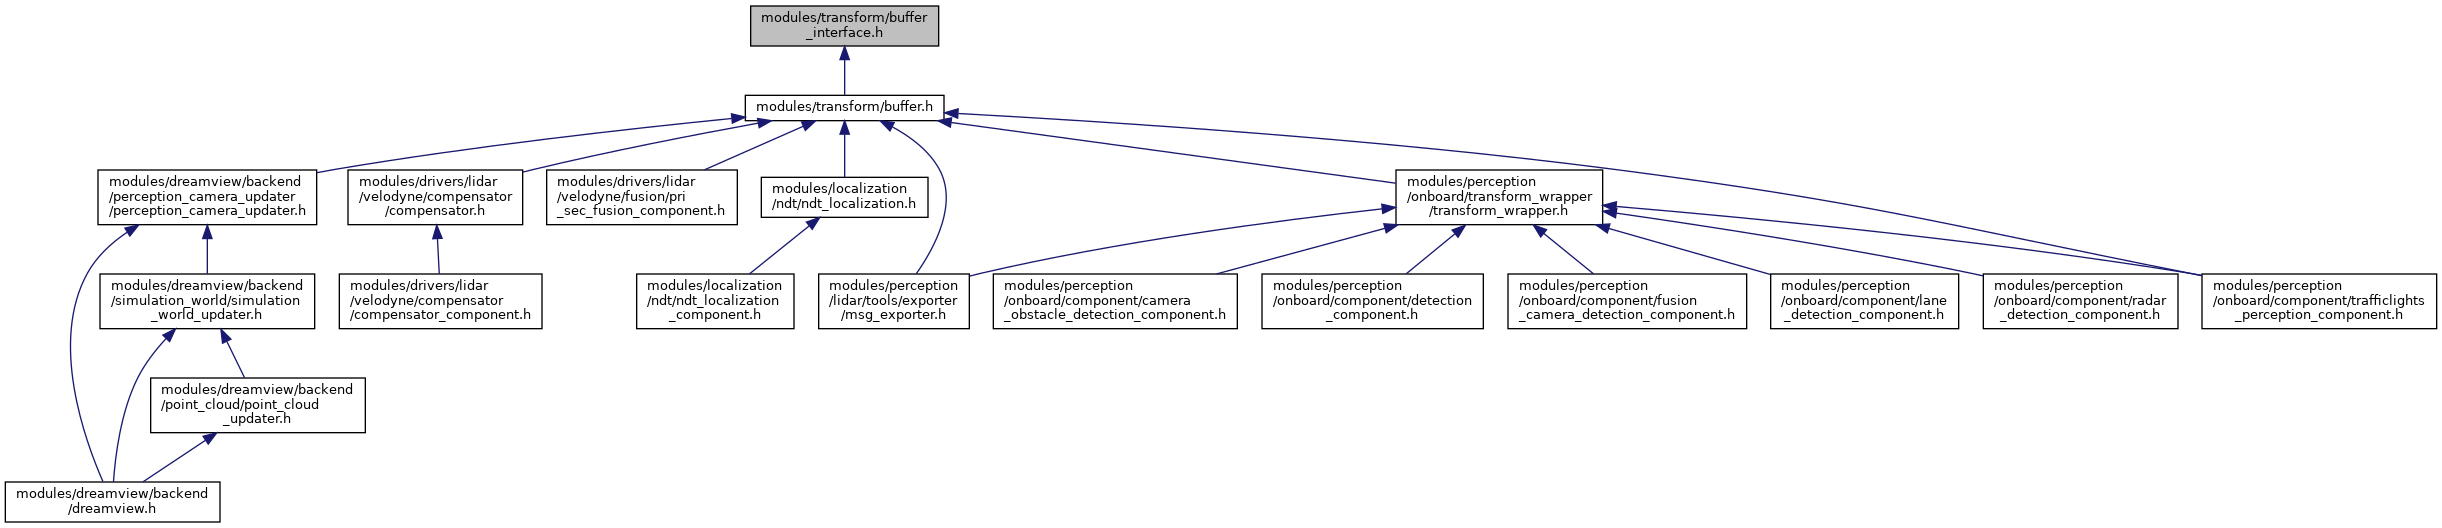 modules/transform/buffer
_interface.h
modules/transform/buffer.h
modules/dreamview/backend
/perception_camera_updater
/perception_camera_updater.h
modules/drivers/lidar
/velodyne/compensator
/compensator.h
modules/drivers/lidar
/velodyne/fusion/pri
_sec_fusion_component.h
modules/localization
/ndt/ndt_localization.h
modules/perception
/onboard/transform_wrapper
/transform_wrapper.h
modules/dreamview/backend
/simulation_world/simulation
_world_updater.h
modules/drivers/lidar
/velodyne/compensator
/compensator_component.h
modules/localization
/ndt/ndt_localization
_component.h
modules/perception
/lidar/tools/exporter
/msg_exporter.h
modules/perception
/onboard/component/camera
_obstacle_detection_component.h
modules/perception
/onboard/component/detection
_component.h
modules/perception
/onboard/component/fusion
_camera_detection_component.h
modules/perception
/onboard/component/lane
_detection_component.h
modules/perception
/onboard/component/radar
_detection_component.h
modules/perception
/onboard/component/trafficlights
_perception_component.h
modules/dreamview/backend
/point_cloud/point_cloud
_updater.h
modules/dreamview/backend
/dreamview.h